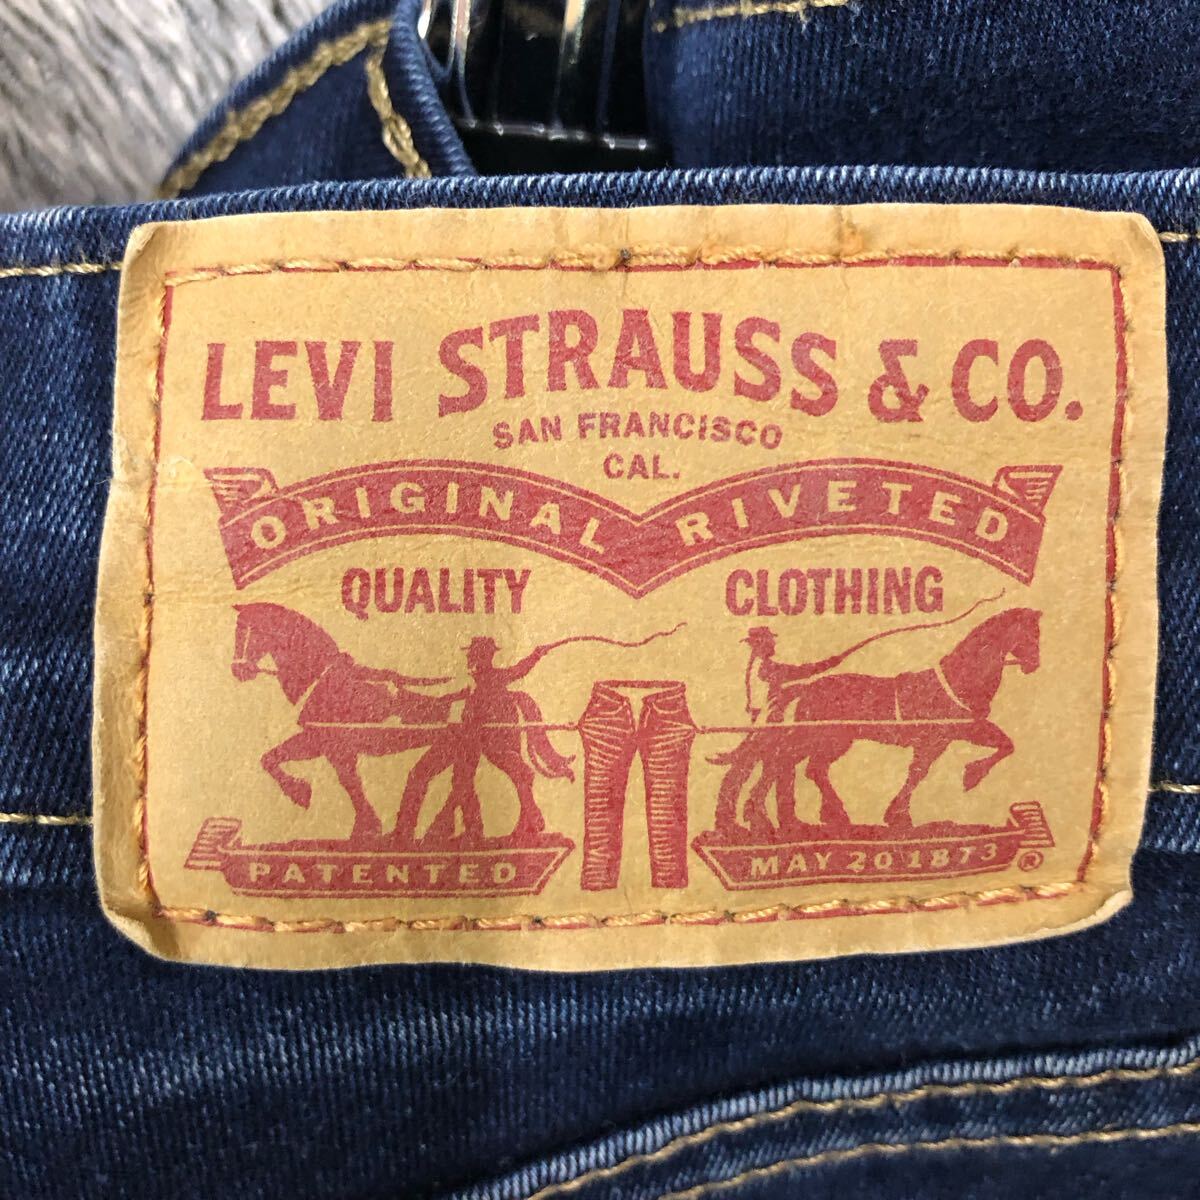 LEVI STRAUSS & CO.
SAN FRANCISCO
CAL.
ORIGINAL RIVETED
QUALITY CLOTHING
PATENTED MAY 20 1873 ®